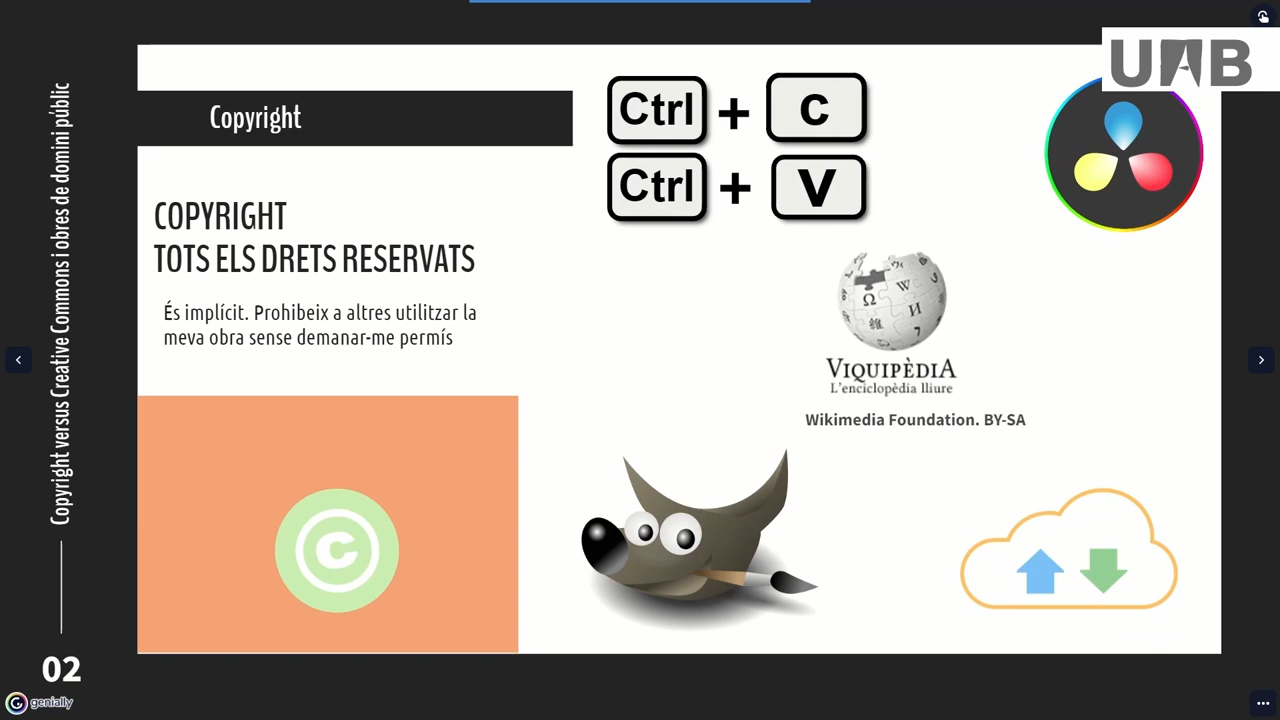 Copyright versus Creative Commons i obres de domini públic
02
genially
Copyright
COPYRIGHT
TOTS ELS DRETS RESERVATS
És implícit. Prohibeix a altres utilitzar la
meva obra sense demanar-me permís
C
Ctrl + C
Ctrl + V
UAB
Ω W И 維
VIQUIPÈDIA
L'enciclopèdia lliure
Wikimedia Foundation. BY-SA